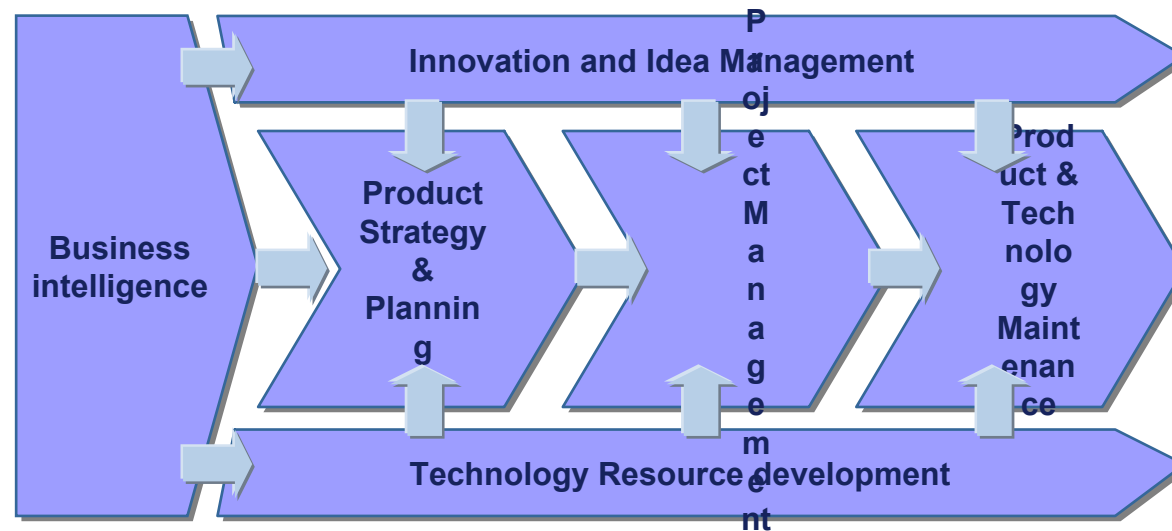 Innovation and Idea Management
Business
intelligence
Product
Strategy
&
Plannin
g
P
r
oj
e
ct
M
a
n
a
g
e
m
e
nt
Prod
uct &
Tech
nolo
gy
Maint
enan
ce
Technology Resource development